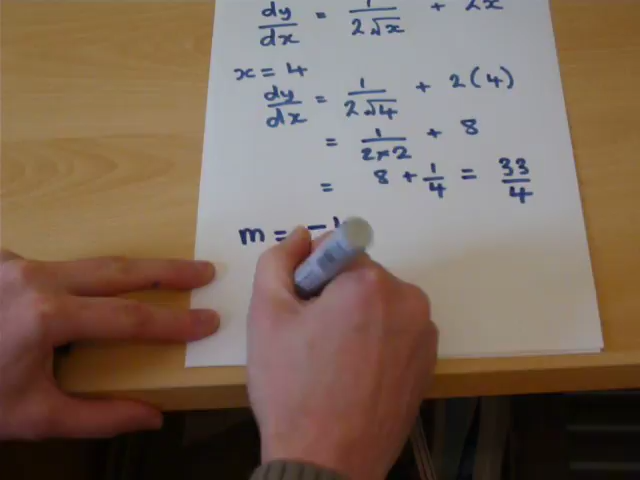 dy/dx = 1/2√x + 2x
x = 4
dy/dx = 1/2√4 + 2(4)
= 1/2×2 + 8
= 8 + 1/4 = 33/4
m = -